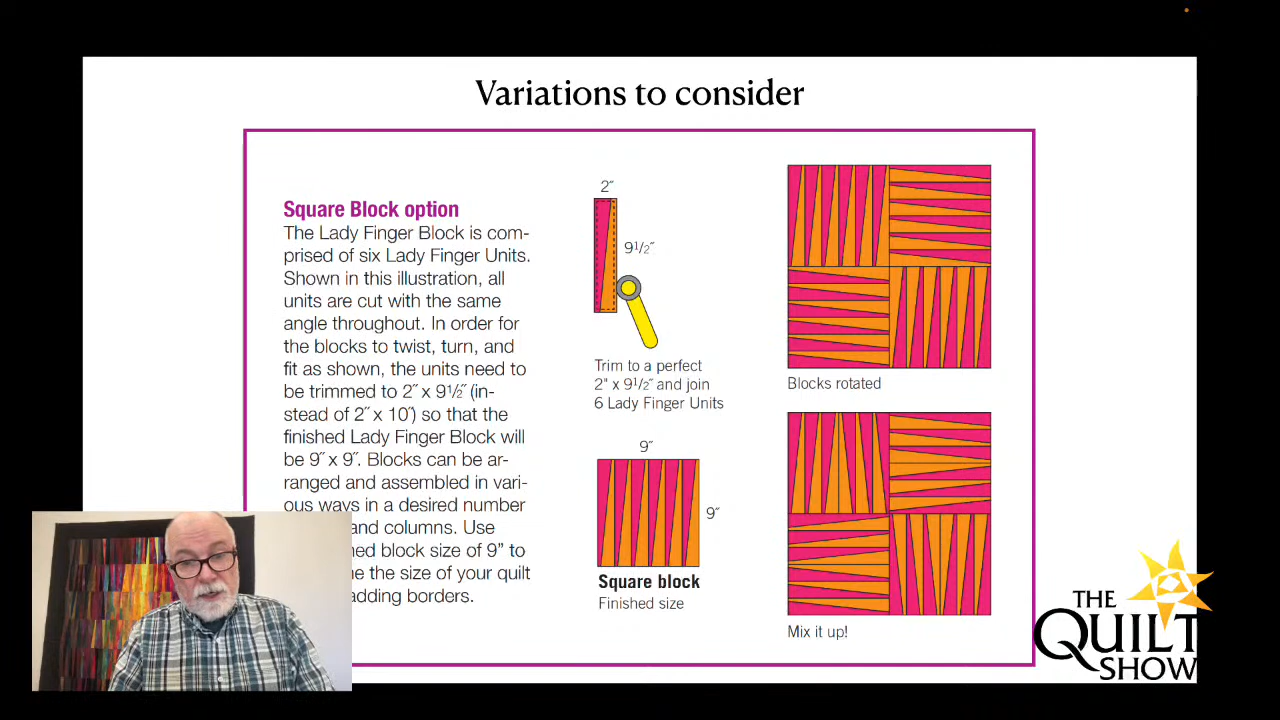 Variations to consider
Square Block option
The Lady Finger Block is com-
prised of six Lady Finger Units.
Shown in this illustration, all
units are cut with the same
angle throughout. In order for
the blocks to twist, turn, and
fit as shown, the units need to
be trimmed to 2˝ x 9½˝ (in-
stead of 2˝ x 10˝) so that the
finished Lady Finger Block will
be 9˝ x 9˝. Blocks can be ar-
ranged and assembled in vari-
ous ways in a desired number
and columns. Use
block size of 9” to
the size of your quilt
adding borders.
2˝
9½˝
Trim to a perfect
2" x 9½˝ and join
6 Lady Finger Units
9˝
9˝
Square block
Finished size
Blocks rotated
Mix it up!
THE
QUILT
SHOW